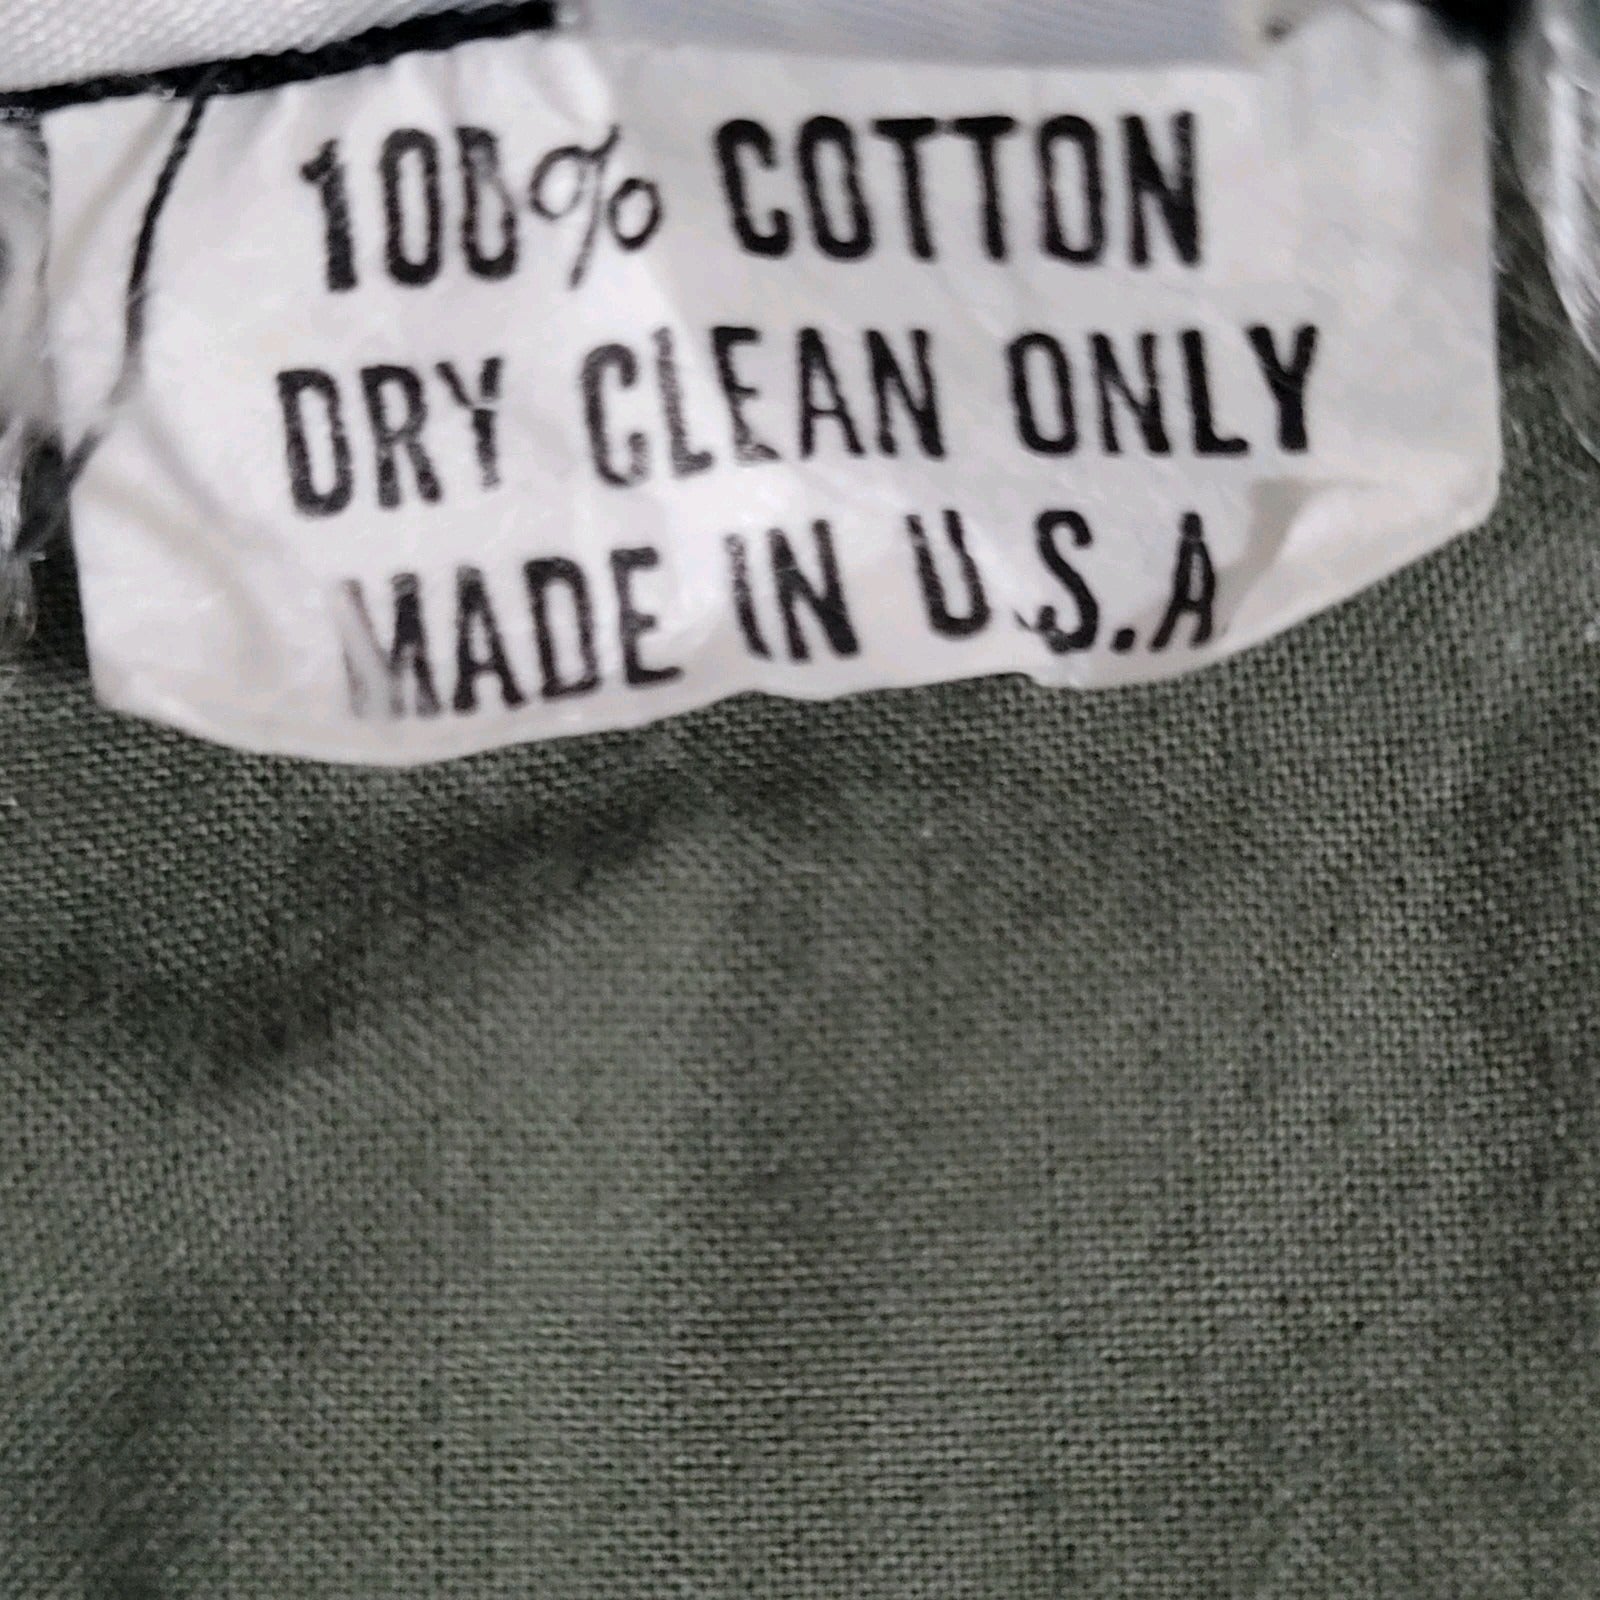 100% COTTON
DRY CLEAN ONLY
MADE IN U.S.A